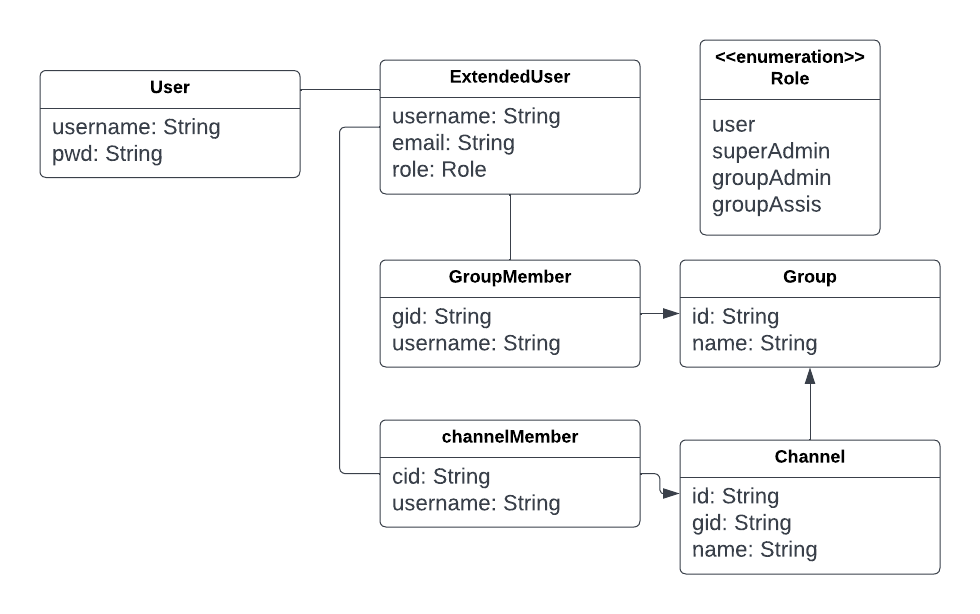 User
username: String
pwd: String
ExtendedUser
username: String
email: String
role: Role
<<enumeration>>
Role
user
superAdmin
groupAdmin
groupAssis
GroupMember
gid: String
username: String
Group
id: String
name: String
channelMember
cid: String
username: String
Channel
id: String
gid: String
name: String